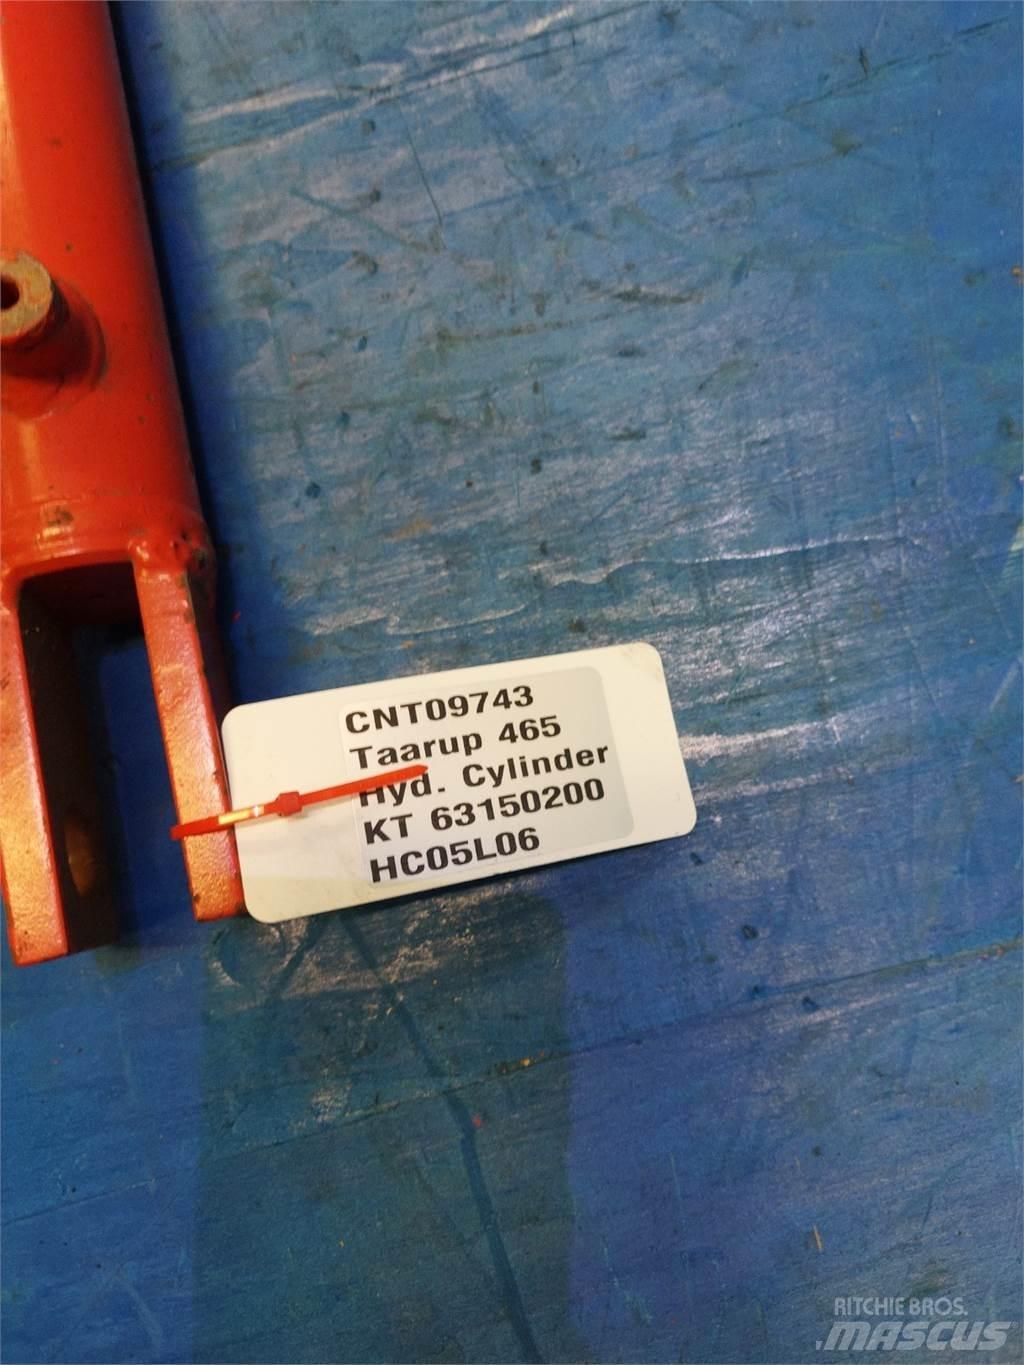 CNT09743
Taarup 465
Hyd. Cylinder
KT 63150200
HC05L06
RITCHIE BROS.
MASCUS